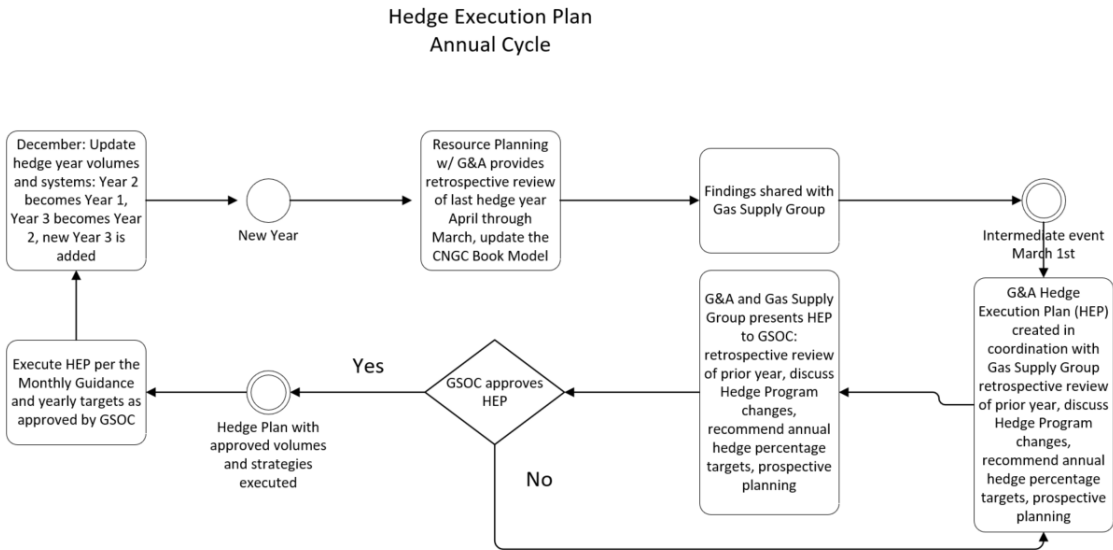 Hedge Execution Plan
Annual Cycle
December: Update
hedge year volumes
and systems: Year 2
becomes Year 1,
Year 3 becomes Year
2, new Year 3 is
added
New Year
Resource Planning
w/ G&A provides
retrospective review
of last hedge year
April through
March, update the
CNGC Book Model
Findings shared with
Gas Supply Group
Intermediate event
March 1st
G&A Hedge
Execution Plan (HEP)
created in
coordination with
Gas Supply Group
retrospective review
of prior year, discuss
Hedge Program
changes,
recommend annual
hedge percentage
targets, prospective
planning
G&A and Gas Supply
Group presents HEP
to GSOC:
retrospective review
of prior year, discuss
Hedge Program
changes,
recommend annual
hedge percentage
targets, prospective
planning
GSOC approves
HEP
Yes
No
Hedge Plan with
approved volumes
and strategies
executed
Execute HEP per the
Monthly Guidance
and yearly targets as
approved by GSOC